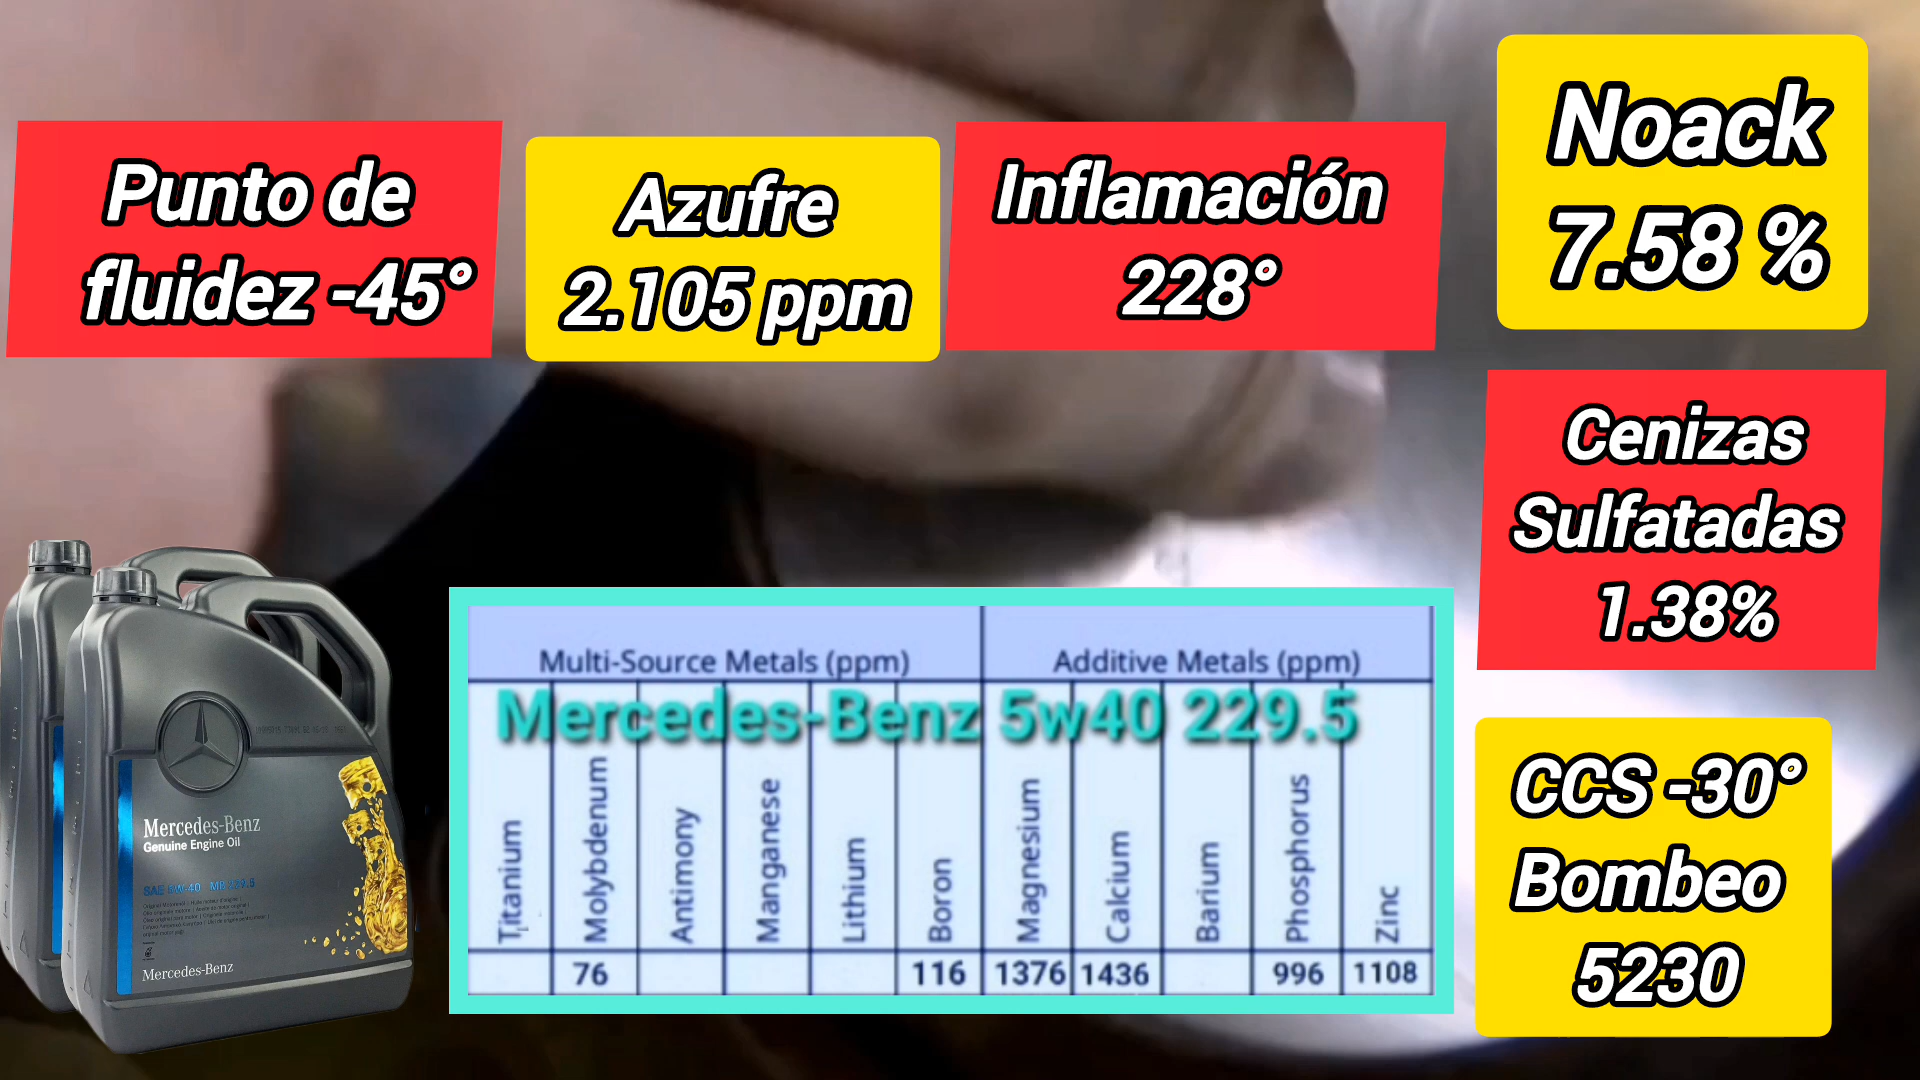 Punto de
fluidez -45°
Azufre
2.105 ppm
Inflamación
228°
Noack
7.58 %
Cenizas
Sulfatadas
1.38%
CCS -30°
Bombeo
5230
Multi-Source Metals (ppm)
Additive Metals (ppm)
Mercedes-Benz 5w40 229.5
Titanium
Molybdenum
Antimony
Manganese
Lithium
Boron
Magnesium
Calcium
Barium
Phosphorus
Zinc
76
116
1376
1436
996
1108
Mercedes-Benz
Genuine Engine Oil
SAE 5W-40 MB 229.5
Mercedes-Benz